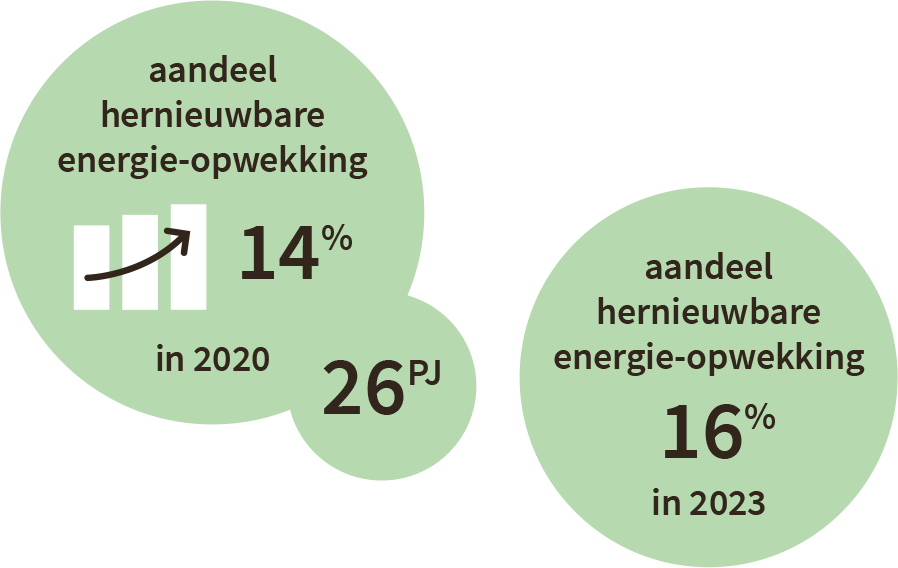 aandeel
hernieuwbare
energie-opwekking
14%
in 2020
26PJ
aandeel
hernieuwbare
energie-opwekking
16%
in 2023